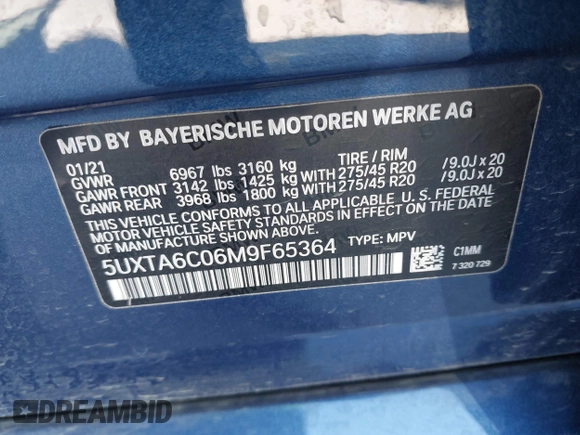 MFD BY BAYERISCHE MOTOREN WERKE AG
01/21 TIRE / RIM
GVWR 6967 lbs 3160 kg
GAWR FRONT 3142 lbs 1425 kg WITH 275/45 R20 /9.0J x 20
GAWR REAR 3968 lbs 1800 kg WITH 275/45 R20 /9.0J x 20
THIS VEHICLE CONFORMS TO ALL APPLICABLE U.S. FEDERAL
MOTOR VEHICLE SAFETY STANDARDS IN EFFECT ON THE DATE
OF MANUFACTURE SHOWN ABOVE.
5UXTA6C06M9F65364 TYPE: MPV
C1MM
7 320 729
DREAMBID